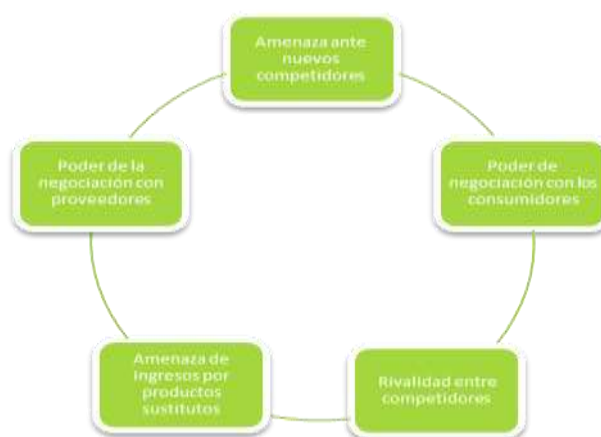 Amenaza ante
nuevos
competidores
Poder de la
negociación con
proveedores
Poder de
negociación con los
consumidores
Amenaza de
Ingresos por
productos
sustitutos
Rivalidad entre
competidores